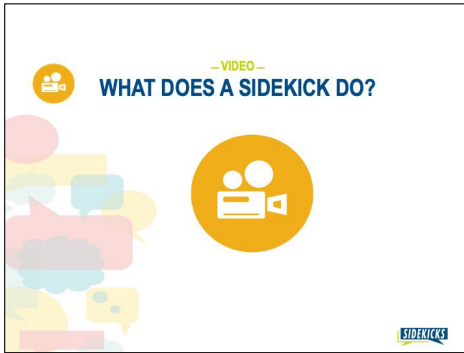 — VIDEO —
WHAT DOES A SIDEKICK DO?
SIDEKICKS